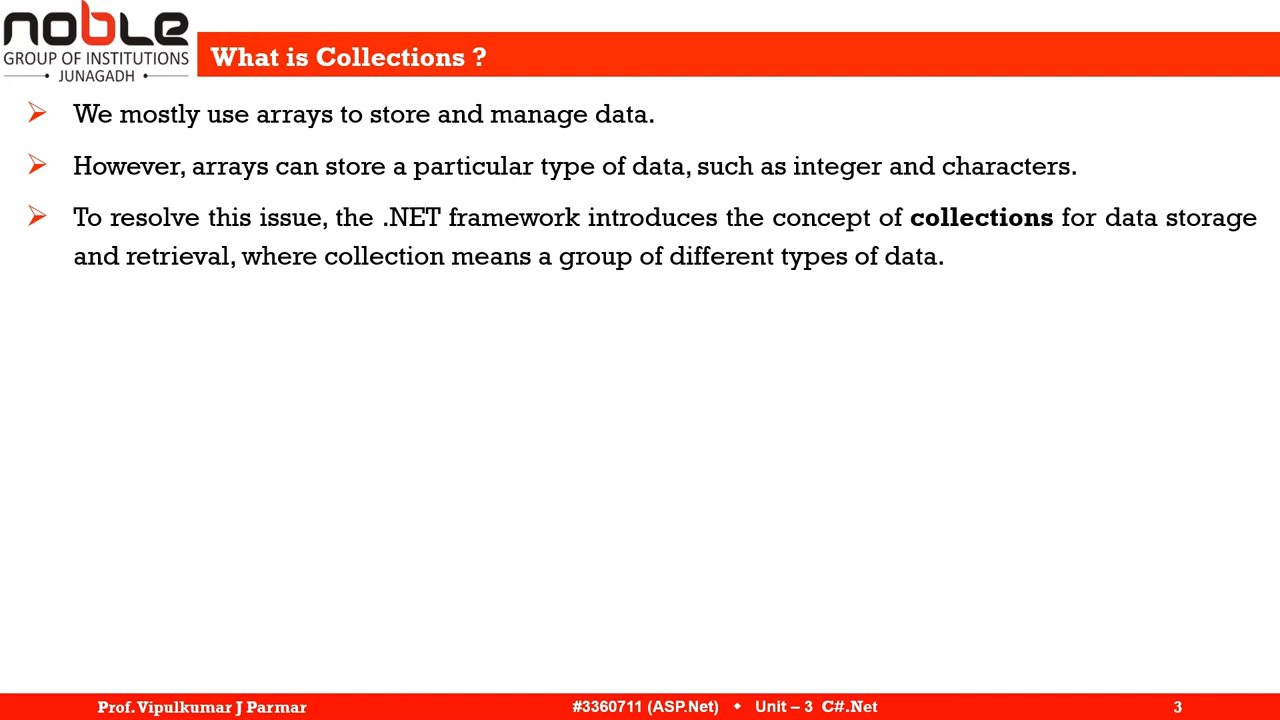 noble
GROUP OF INSTITUTIONS
JUNAGADH
What is Collections ?
We mostly use arrays to store and manage data.
However, arrays can store a particular type of data, such as integer and characters.
To resolve this issue, the .NET framework introduces the concept of collections for data storage
and retrieval, where collection means a group of different types of data.
Prof. Vipulkumar J Parmar
#3360711 (ASP.Net) • Unit – 3 C#.Net
3